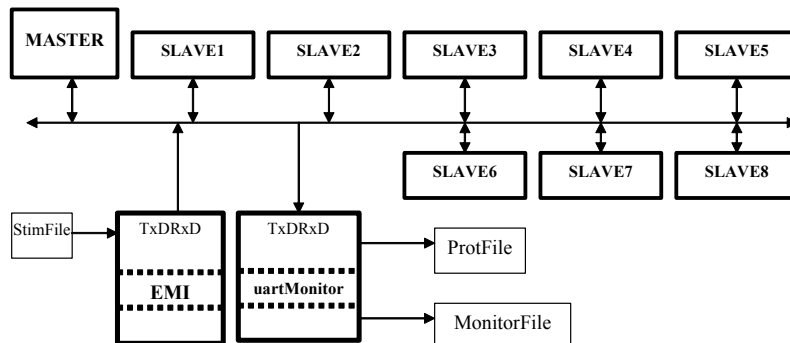 MASTER
SLAVE1
SLAVE2
SLAVE3
SLAVE4
SLAVE5
SLAVE6
SLAVE7
SLAVE8
StimFile
TxDRxD
EMI
TxDRxD
uartMonitor
ProtFile
MonitorFile